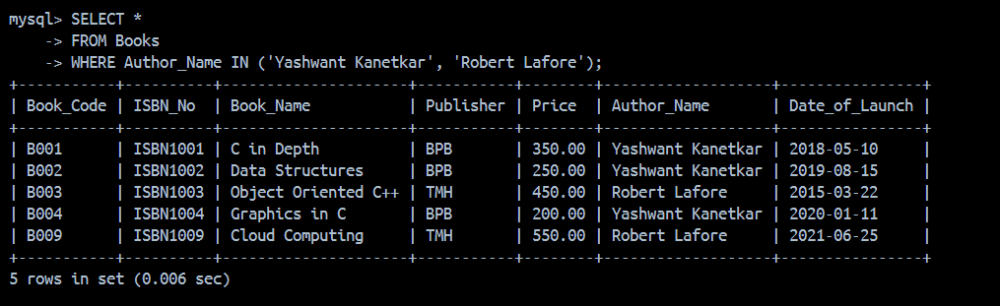 mysql> SELECT *
    -> FROM Books
    -> WHERE Author_Name IN ('Yashwant Kanetkar', 'Robert Lafore');
+-----------+----------+---------------------+-----------+--------+-------------------+----------------+
| Book_Code | ISBN_No  | Book_Name           | Publisher | Price  | Author_Name       | Date_of_Launch |
+-----------+----------+---------------------+-----------+--------+-------------------+----------------+
| B001      | ISBN1001 | C in Depth          | BPB       | 350.00 | Yashwant Kanetkar | 2018-05-10     |
| B002      | ISBN1002 | Data Structures     | BPB       | 250.00 | Yashwant Kanetkar | 2019-08-15     |
| B003      | ISBN1003 | Object Oriented C++ | TMH       | 450.00 | Robert Lafore     | 2015-03-22     |
| B004      | ISBN1004 | Graphics in C       | BPB       | 200.00 | Yashwant Kanetkar | 2020-01-11     |
| B009      | ISBN1009 | Cloud Computing     | TMH       | 550.00 | Robert Lafore     | 2021-06-25     |
+-----------+----------+---------------------+-----------+--------+-------------------+----------------+
5 rows in set (0.006 sec)